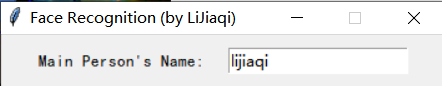 Face Recognition (by LiJiaqi)
Main Person's Name: lijiaqi